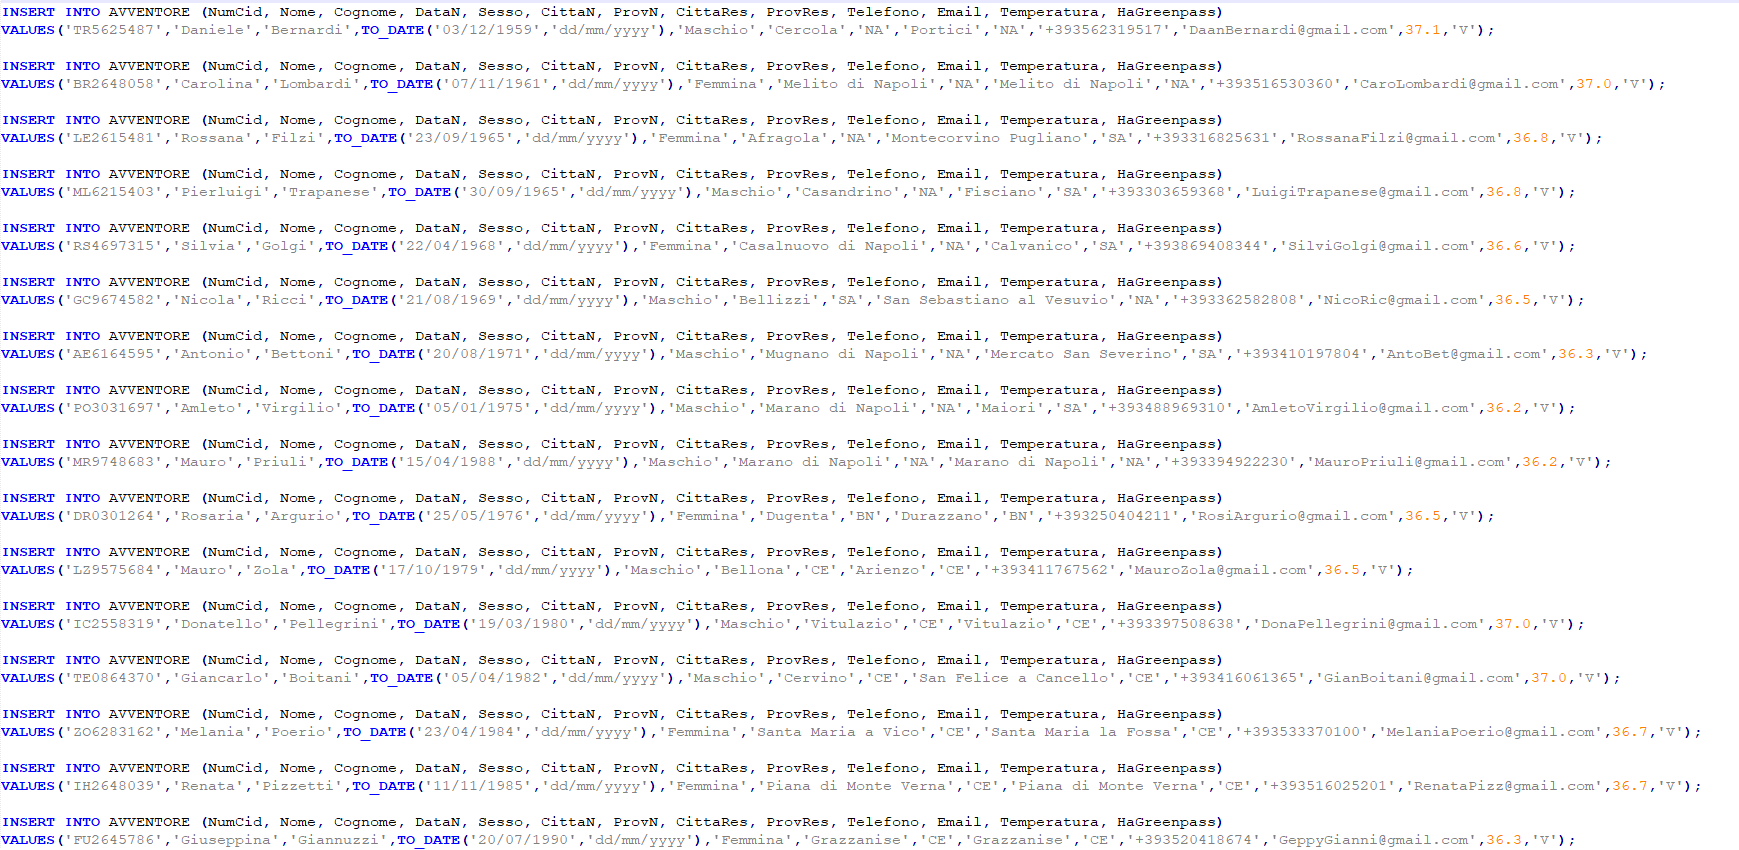 INSERT INTO AVVENTORE (NumCid, Nome, Cognome, DataN, Sesso, CittaN, ProvN, CittaRes, ProvRes, Telefono, Email, Temperatura, HaGreenpass)
VALUES('TR5625487','Daniele','Bernardi',TO_DATE('03/12/1959','dd/mm/yyyy'),'Maschio','Cercola','NA','Portici','NA','+393562319517','DaanBernardi@gmail.com',37.1,'V');
INSERT INTO AVVENTORE (NumCid, Nome, Cognome, DataN, Sesso, CittaN, ProvN, CittaRes, ProvRes, Telefono, Email, Temperatura, HaGreenpass)
VALUES('BR2648058','Carolina','Lombardi',TO_DATE('07/11/1961','dd/mm/yyyy'),'Femmina','Melito di Napoli','NA','Melito di Napoli','NA','+393516530360','CaroLombardi@gmail.com',37.0,'V');
INSERT INTO AVVENTORE (NumCid, Nome, Cognome, DataN, Sesso, CittaN, ProvN, CittaRes, ProvRes, Telefono, Email, Temperatura, HaGreenpass)
VALUES('LE2615481','Rossana','Filzi',TO_DATE('23/09/1965','dd/mm/yyyy'),'Femmina','Afragola','NA','Montecorvino Pugliano','SA','+393316825631','RossanaFilzi@gmail.com',36.8,'V');
INSERT INTO AVVENTORE (NumCid, Nome, Cognome, DataN, Sesso, CittaN, ProvN, CittaRes, ProvRes, Telefono, Email, Temperatura, HaGreenpass)
VALUES('ML6215403','Pierluigi','Trapanese',TO_DATE('30/09/1965','dd/mm/yyyy'),'Maschio','Casandrino','NA','Fisciano','SA','+393303659368','LuigiTrapanese@gmail.com',36.8,'V');
INSERT INTO AVVENTORE (NumCid, Nome, Cognome, DataN, Sesso, CittaN, ProvN, CittaRes, ProvRes, Telefono, Email, Temperatura, HaGreenpass)
VALUES('RS4697315','Silvia','Golgi',TO_DATE('22/04/1968','dd/mm/yyyy'),'Femmina','Casalnuovo di Napoli','NA','Calvanico','SA','+393869408344','SilviGolgi@gmail.com',36.6,'V');
INSERT INTO AVVENTORE (NumCid, Nome, Cognome, DataN, Sesso, CittaN, ProvN, CittaRes, ProvRes, Telefono, Email, Temperatura, HaGreenpass)
VALUES('GC9674582','Nicola','Ricci',TO_DATE('21/08/1969','dd/mm/yyyy'),'Maschio','Bellizzi','SA','San Sebastiano al Vesuvio','NA','+393362582808','NicoRic@gmail.com',36.5,'V');
INSERT INTO AVVENTORE (NumCid, Nome, Cognome, DataN, Sesso, CittaN, ProvN, CittaRes, ProvRes, Telefono, Email, Temperatura, HaGreenpass)
VALUES('AE6164595','Antonio','Bettoni',TO_DATE('20/08/1971','dd/mm/yyyy'),'Maschio','Mugnano di Napoli','NA','Mercato San Severino','SA','+393410197804','AntoBet@gmail.com',36.3,'V');
INSERT INTO AVVENTORE (NumCid, Nome, Cognome, DataN, Sesso, CittaN, ProvN, CittaRes, ProvRes, Telefono, Email, Temperatura, HaGreenpass)
VALUES('PO3031697','Amleto','Virgilio',TO_DATE('05/01/1975','dd/mm/yyyy'),'Maschio','Marano di Napoli','NA','Maiori','SA','+393488969310','AmletoVirgilio@gmail.com',36.2,'V');
INSERT INTO AVVENTORE (NumCid, Nome, Cognome, DataN, Sesso, CittaN, ProvN, CittaRes, ProvRes, Telefono, Email, Temperatura, HaGreenpass)
VALUES('MR9748683','Mauro','Priuli',TO_DATE('15/04/1988','dd/mm/yyyy'),'Maschio','Marano di Napoli','NA','Marano di Napoli','NA','+393394922230','MauroPriuli@gmail.com',36.2,'V');
INSERT INTO AVVENTORE (NumCid, Nome, Cognome, DataN, Sesso, CittaN, ProvN, CittaRes, ProvRes, Telefono, Email, Temperatura, HaGreenpass)
VALUES('DR0301264','Rosaria','Argurio',TO_DATE('25/05/1976','dd/mm/yyyy'),'Femmina','Dugenta','BN','Durazzano','BN','+393250404211','RosiArgurio@gmail.com',36.5,'V');
INSERT INTO AVVENTORE (NumCid, Nome, Cognome, DataN, Sesso, CittaN, ProvN, CittaRes, ProvRes, Telefono, Email, Temperatura, HaGreenpass)
VALUES('LZ9575684','Mauro','Zola',TO_DATE('17/10/1979','dd/mm/yyyy'),'Maschio','Bellona','CE','Arienzo','CE','+393411767562','MauroZola@gmail.com',36.5,'V');
INSERT INTO AVVENTORE (NumCid, Nome, Cognome, DataN, Sesso, CittaN, ProvN, CittaRes, ProvRes, Telefono, Email, Temperatura, HaGreenpass)
VALUES('IC2558319','Donatello','Pellegrini',TO_DATE('19/03/1980','dd/mm/yyyy'),'Maschio','Vitulazio','CE','Vitulazio','CE','+393397508638','DonaPellegrini@gmail.com',37.0,'V');
INSERT INTO AVVENTORE (NumCid, Nome, Cognome, DataN, Sesso, CittaN, ProvN, CittaRes, ProvRes, Telefono, Email, Temperatura, HaGreenpass)
VALUES('TE0864370','Giancarlo','Boitani',TO_DATE('05/04/1982','dd/mm/yyyy'),'Maschio','Cervino','CE','San Felice a Cancello','CE','+393416061365','GianBoitani@gmail.com',37.0,'V');
INSERT INTO AVVENTORE (NumCid, Nome, Cognome, DataN, Sesso, CittaN, ProvN, CittaRes, ProvRes, Telefono, Email, Temperatura, HaGreenpass)
VALUES('ZO6283162','Melania','Poerio',TO_DATE('23/04/1984','dd/mm/yyyy'),'Femmina','Santa Maria a Vico','CE','Santa Maria la Fossa','CE','+393533370100','MelaniaPoerio@gmail.com',36.7,'V');
INSERT INTO AVVENTORE (NumCid, Nome, Cognome, DataN, Sesso, CittaN, ProvN, CittaRes, ProvRes, Telefono, Email, Temperatura, HaGreenpass)
VALUES('IH2648039','Renata','Pizzetti',TO_DATE('11/11/1985','dd/mm/yyyy'),'Femmina','Piana di Monte Verna','CE','Piana di Monte Verna','CE','+393516025201','RenataPizz@gmail.com',36.7,'V');
INSERT INTO AVVENTORE (NumCid, Nome, Cognome, DataN, Sesso, CittaN, ProvN, CittaRes, ProvRes, Telefono, Email, Temperatura, HaGreenpass)
VALUES('FU2645786','Giuseppina','Giannuzzi',TO_DATE('20/07/1990','dd/mm/yyyy'),'Femmina','Grazzanise','CE','Grazzanise','CE','+393520418674','GeppyGianni@gmail.com',36.3,'V');